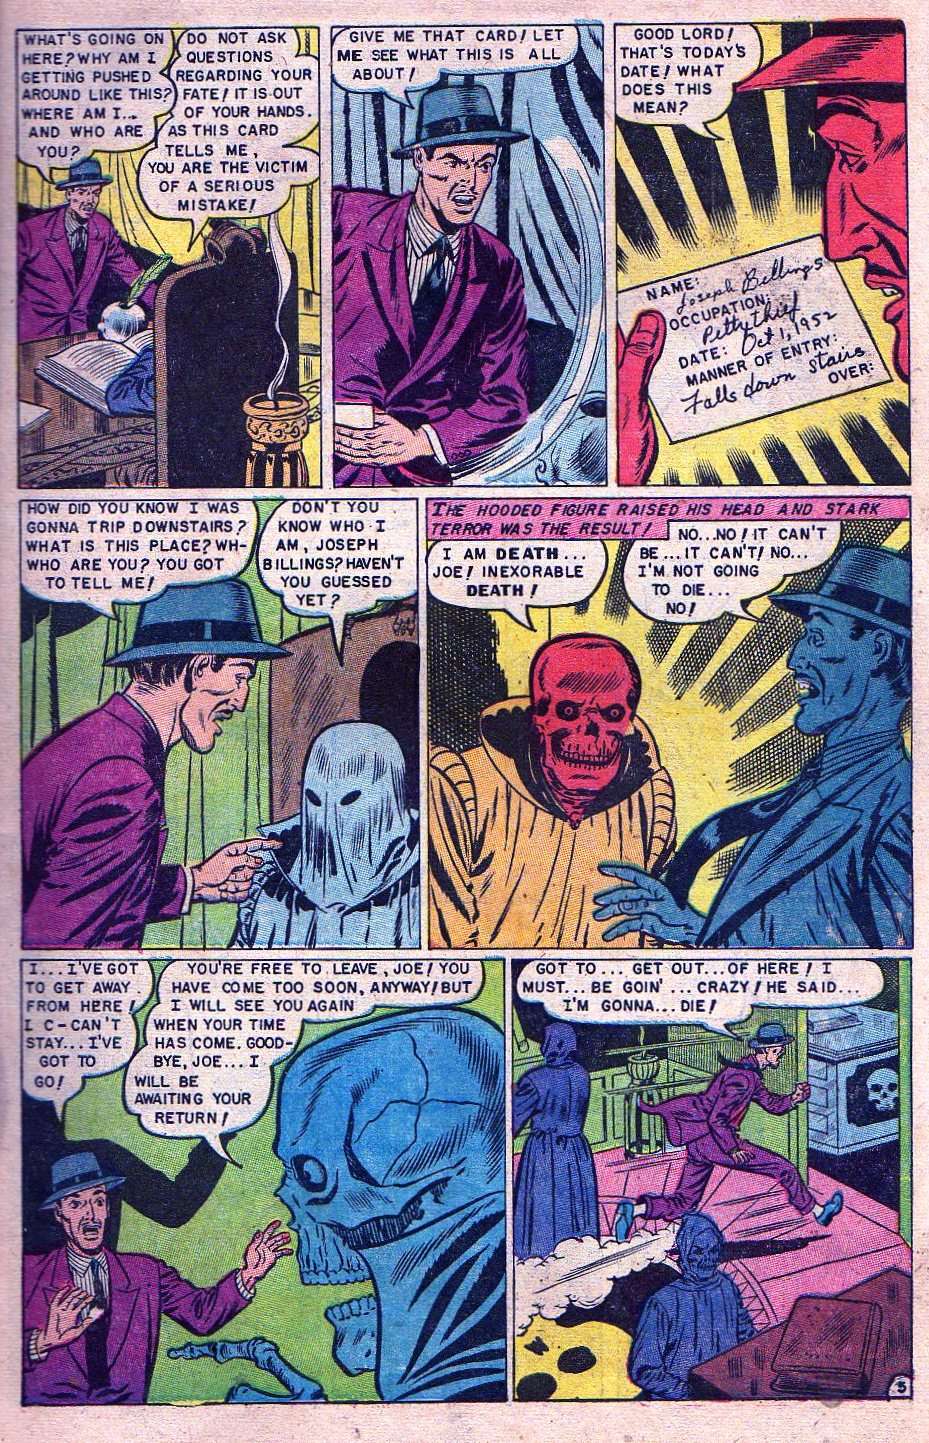 WHAT'S GOING ON
HERE? WHY AM I
GETTING PUSHED
AROUND LIKE THIS?
WHERE AM I...
AND WHO ARE
YOU?
DO NOT ASK
QUESTIONS
REGARDING YOUR
FATE! IT IS OUT
OF YOUR HANDS.
AS THIS CARD
TELLS ME,
YOU ARE THE VICTIM
OF A SERIOUS
MISTAKE!
GIVE ME THAT CARD! LET
ME SEE WHAT THIS IS ALL
ABOUT!
GOOD LORD!
THAT'S TODAY'S
DATE! WHAT
DOES THIS
MEAN?
NAME: Joseph Billings
OCCUPATION: Petty thief
DATE: Oct 1, 1952
MANNER OF ENTRY:
Falls down stairs
OVER:
HOW DID YOU KNOW I WAS
GONNA TRIP DOWNSTAIRS?
WHAT IS THIS PLACE? WH-
WHO ARE YOU? YOU GOT
TO TELL ME!
DON'T YOU
KNOW WHO I
AM, JOSEPH
BILLINGS? HAVEN'T
YOU GUESSED
YET?
THE HOODED FIGURE RAISED HIS HEAD AND STARK
TERROR WAS THE RESULT!
I AM DEATH...
JOE! INEXORABLE
DEATH!
NO...NO! IT CAN'T
BE...IT CAN'T! NO...
I'M NOT GOING
TO DIE...
NO!
I...I'VE GOT
TO GET AWAY
FROM HERE!
I C-CAN'T
STAY...I'VE
GOT TO
GO!
YOU'RE FREE TO LEAVE, JOE! YOU
HAVE COME TOO SOON, ANYWAY! BUT
I WILL SEE YOU AGAIN
WHEN YOUR TIME
HAS COME. GOOD-
BYE, JOE... I
WILL BE
AWAITING YOUR
RETURN!
GOT TO... GET OUT...OF HERE! I
MUST... BE GOIN'... CRAZY! HE SAID...
I'M GONNA... DIE!
5